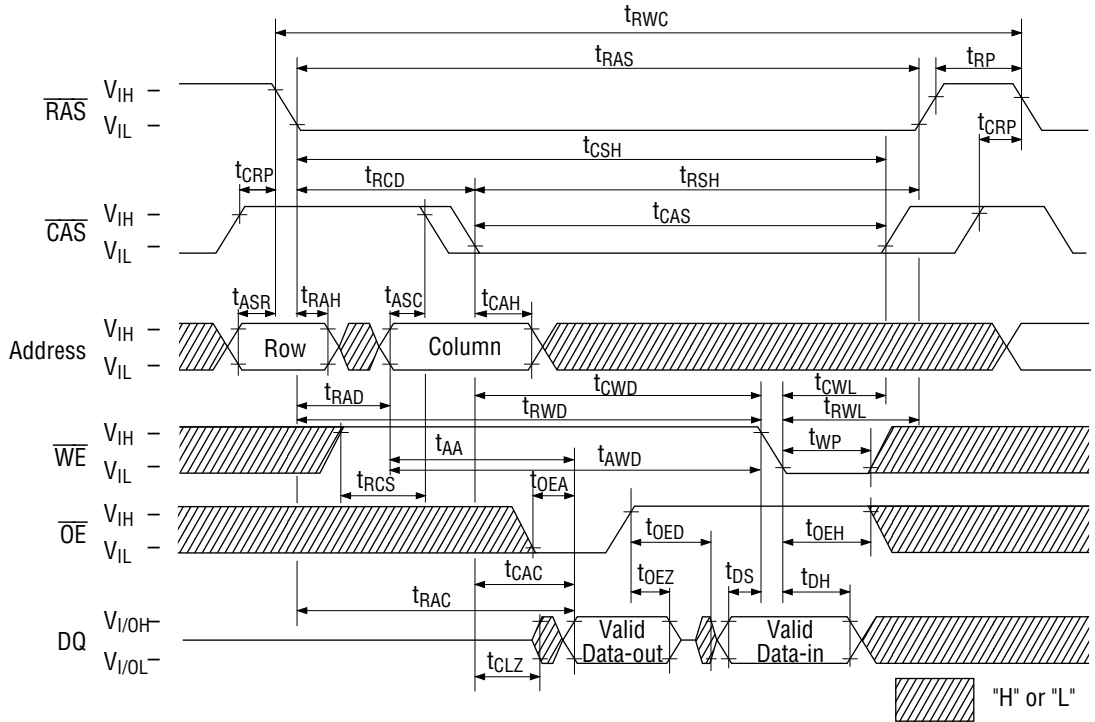 tRWC
tRAS
tRP
RAS
VIH
VIL
tCRP
tCSH
tCRP
tRCD
tRSH
CAS
VIH
VIL
tCAS
tASR
tRAH
tASC
tCAH
Address
VIH
VIL
Row
Column
tRAD
tCWD
tCWL
tRWD
tRWL
WE
VIH
VIL
tAA
tWP
tAWD
tRCS
tOEA
OE
VIH
VIL
tOED
tOEH
tCAC
tOEZ
tDS
tDH
tRAC
DQ
VI/OH
VI/OL
Valid
Data-out
Valid
Data-in
tCLZ
"H" or "L"